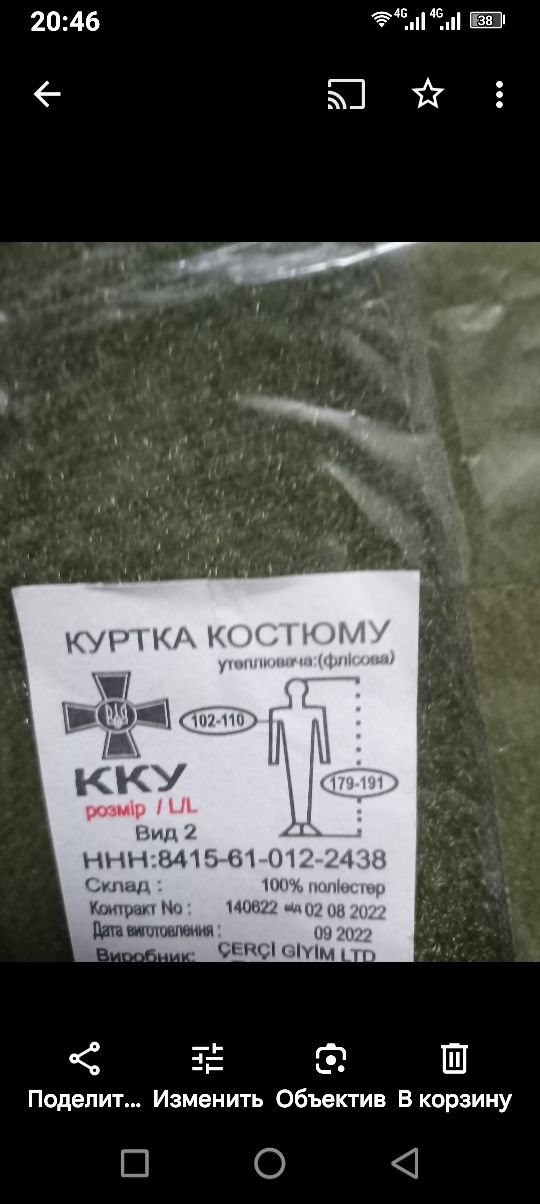 20:46
4G 4G 38
КУРТКА КОСТЮМУ
утеплювача:(флісова)
102-110
179-191
ККУ
розмір / L/L
Вид 2
ННН:8415-61-012-2438
Склад : 100% поліестер
Контракт No : 140622 від 02 08 2022
Дата виготовлення : 09 2022
Виробник: ÇERÇİ GİYİM LTD
Поделит... Изменить Объектив В корзину